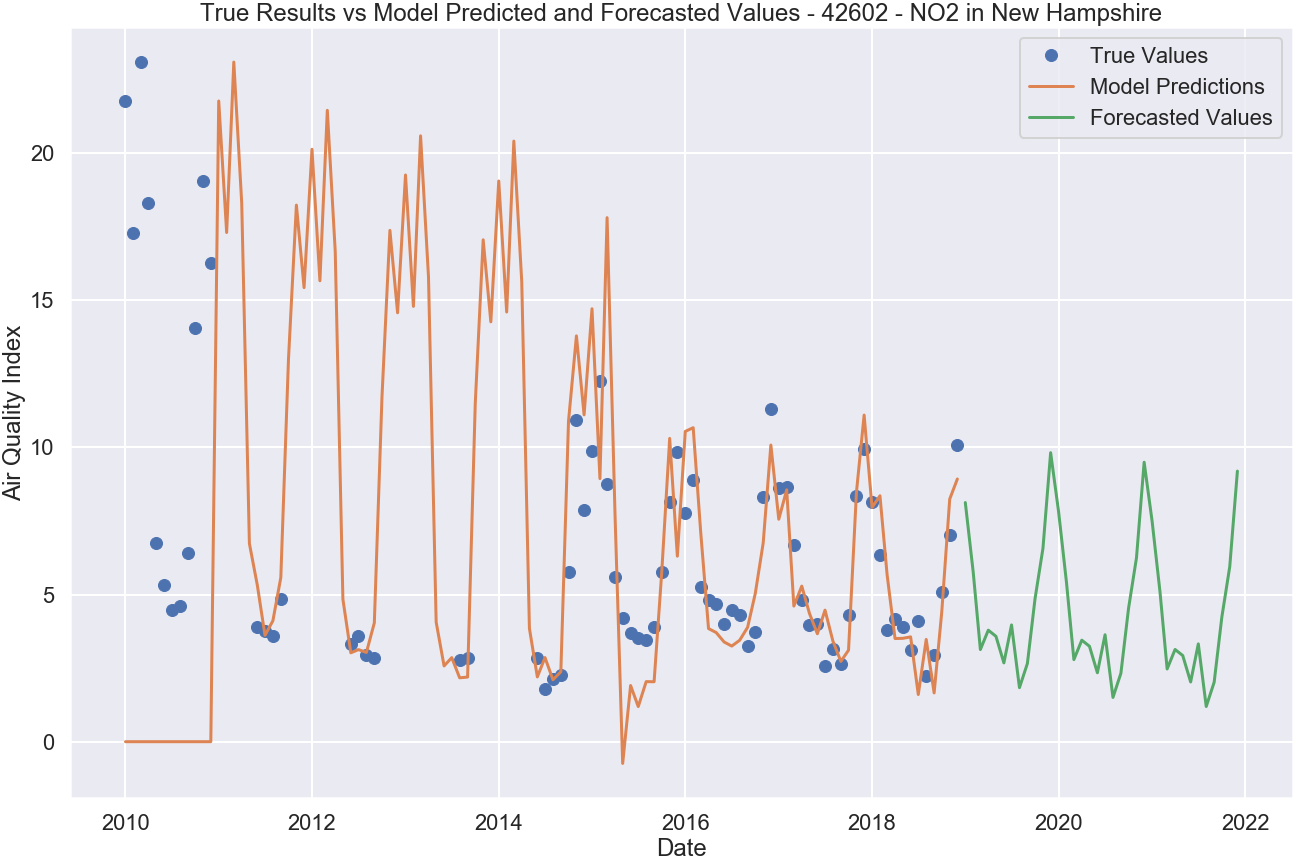 True Results vs Model Predicted and Forecasted Values - 42602 - NO2 in New Hampshire
True Values
Model Predictions
Forecasted Values
Air Quality Index
20
15
10
5
0
2010 2012 2014 2016 2018 2020 2022
Date